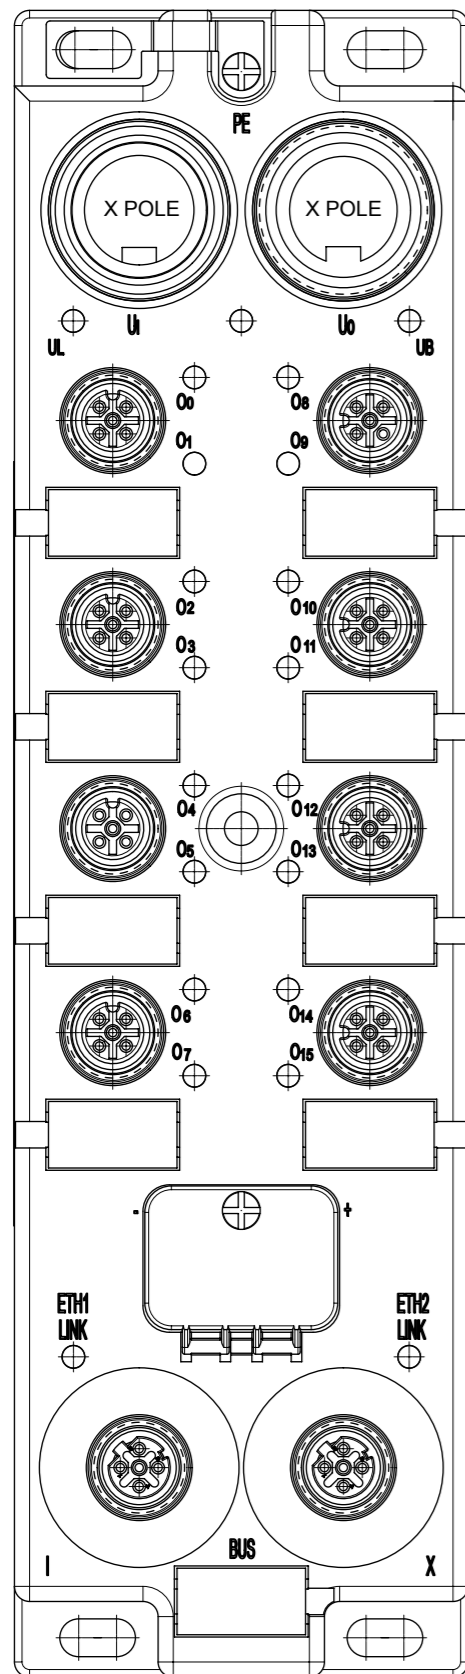 PE
X POLE X POLE
UI UO
UL UB
O0 O8
O1 O9
O2 O10
O3 O11
O4 O12
O5 O13
O6 O14
O7 O15
- +
ETH1 ETH2
LINK LINK
BUS
I X